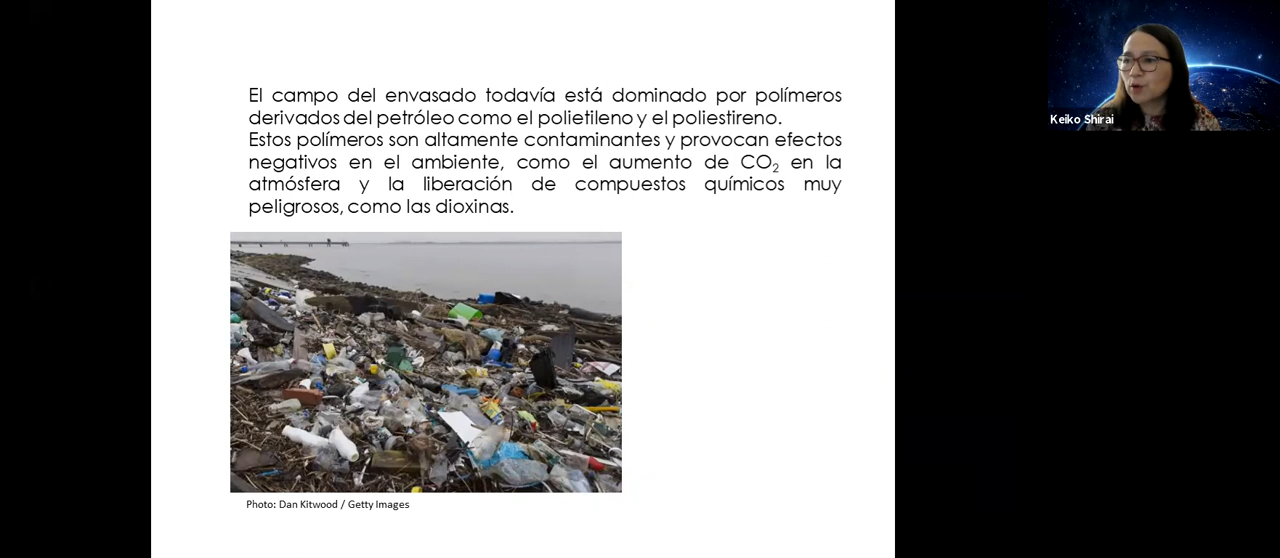 El campo del envasado todavía está dominado por polímeros
derivados del petróleo como el polietileno y el poliestireno.
Estos polímeros son altamente contaminantes y provocan efectos
negativos en el ambiente, como el aumento de CO₂ en la
atmósfera y la liberación de compuestos químicos muy
peligrosos, como las dioxinas.
Photo: Dan Kitwood / Getty Images
Keiko Shirai